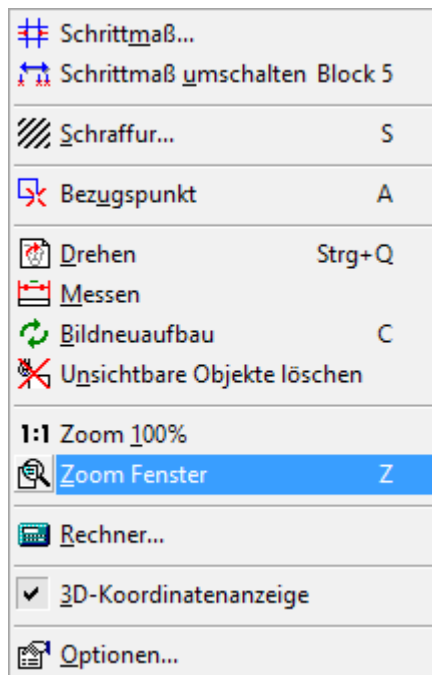 Schrittmaß...
Schrittmaß umschalten Block 5
Schraffur... S
Bezugspunkt A
Drehen Strg+Q
Messen
Bildneuaufbau C
Unsichtbare Objekte löschen
1:1 Zoom 100%
Zoom Fenster Z
Rechner...
3D-Koordinatenanzeige
Optionen...